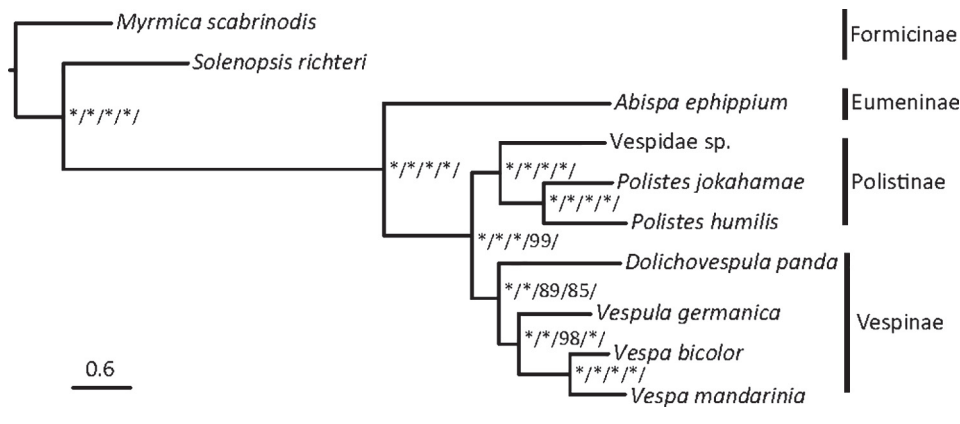 Myrmica scabrinodis
Formicinae
Solenopsis richteri
*/*/*/*/
Abispa ephippium
Eumeninae
Vespidae sp.
*/*/*/*/
*/*/*/*/
Polistes jokahamae
Polistinae
*/*/*/*/
Polistes humilis
*/*/*/99/
Dolichovespula panda
*/*/89/85/
Vespula germanica
Vespinae
*/*/98/*/
Vespa bicolor
0.6
*/*/*/*/
Vespa mandarinia